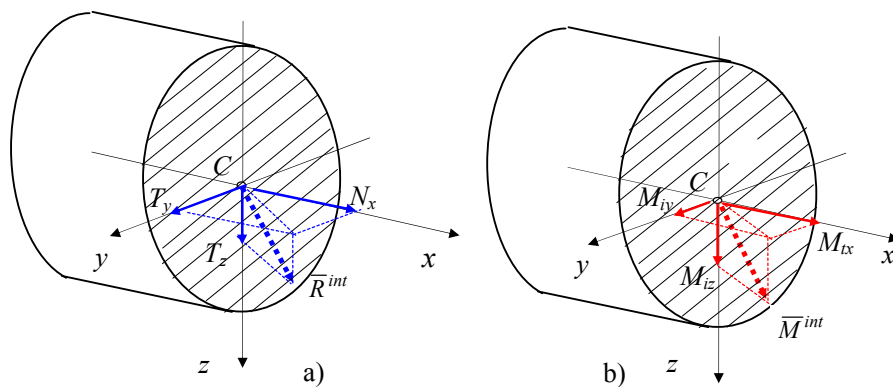 C
T_y
N_x
y
T_z
x
R̅^int
z
a)
C
M_iy
M_tx
y
x
M_iz
M̅^int
z
b)